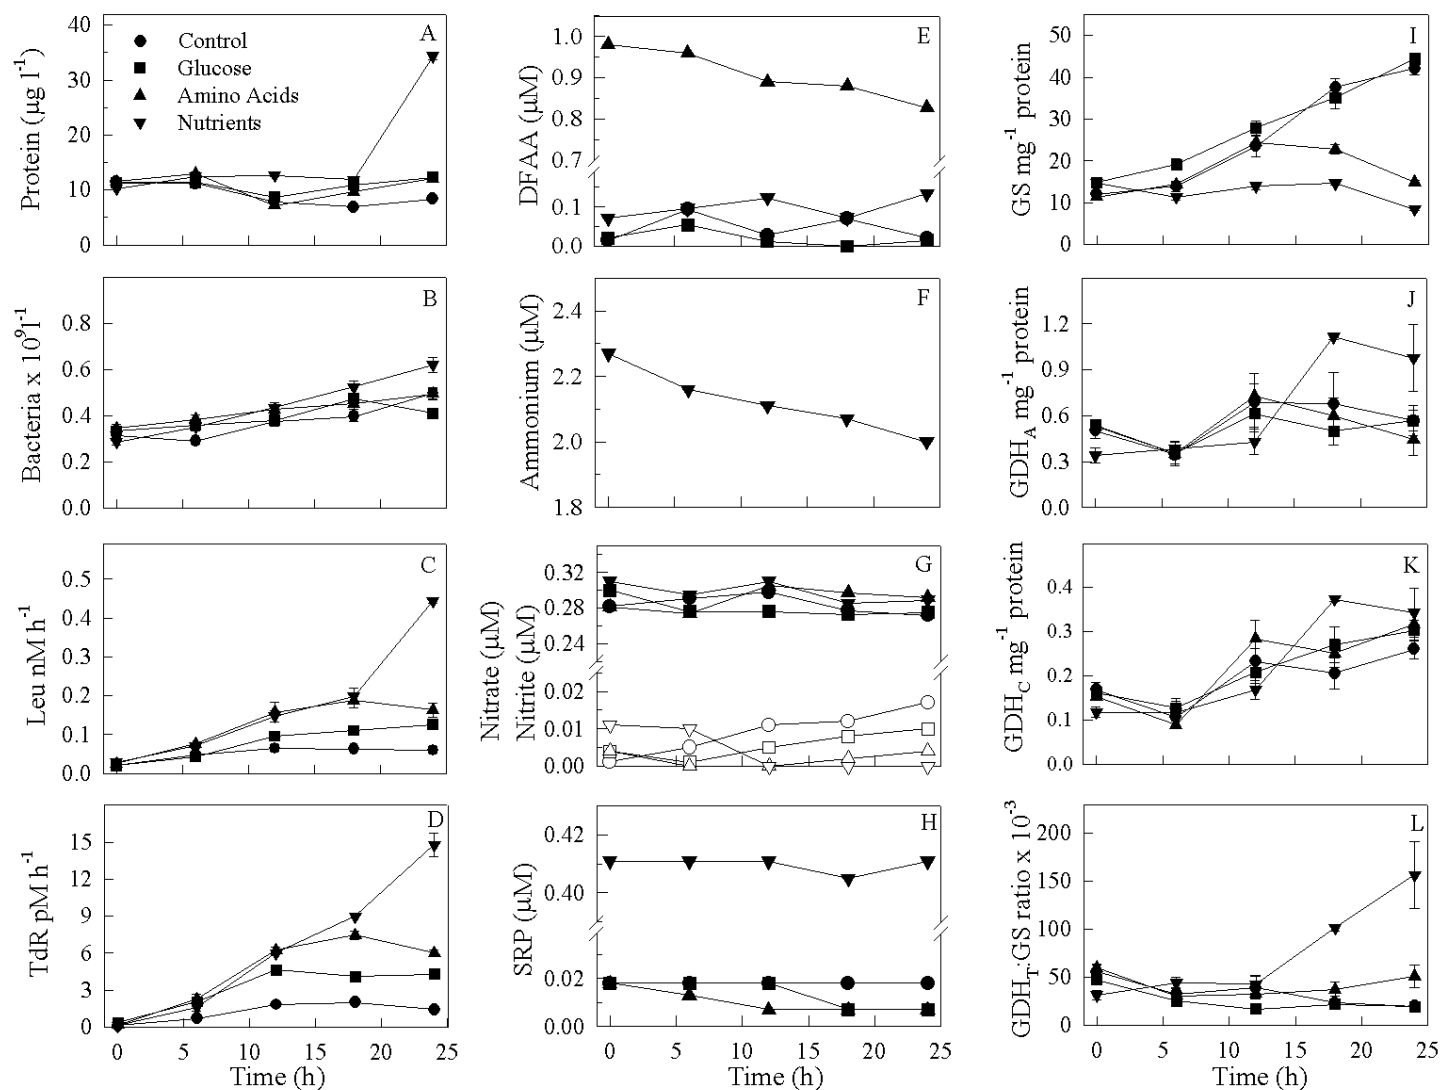 A
Control
Glucose
Amino Acids
Nutrients
Protein (µg l-1)
40
30
20
10
0
B
Bacteria x 10⁹l-1
0.8
0.6
0.4
0.2
0.0
C
Leu nM h-1
0.5
0.4
0.3
0.2
0.1
0.0
D
TdR pM h-1
15
12
9
6
3
0
0 5 10 15 20 25
Time (h)
E
DFAA (µM)
1.0
0.9
0.8
0.7
0.1
0.0
F
Ammonium (µM)
2.4
2.2
2.0
1.8
G
Nitrate (µM)
Nitrite (µM)
0.32
0.28
0.24
0.02
0.01
0.00
H
SRP (µM)
0.42
0.40
0.02
0.00
0 5 10 15 20 25
Time (h)
I
GS mg-1 protein
50
40
30
20
10
0
J
GDHA mg-1 protein
1.2
0.9
0.6
0.3
0.0
K
GDHC mg-1 protein
0.4
0.3
0.2
0.1
0.0
L
GDHT:GS ratio x 10-3
200
150
100
50
0
0 5 10 15 20 25
Time (h)